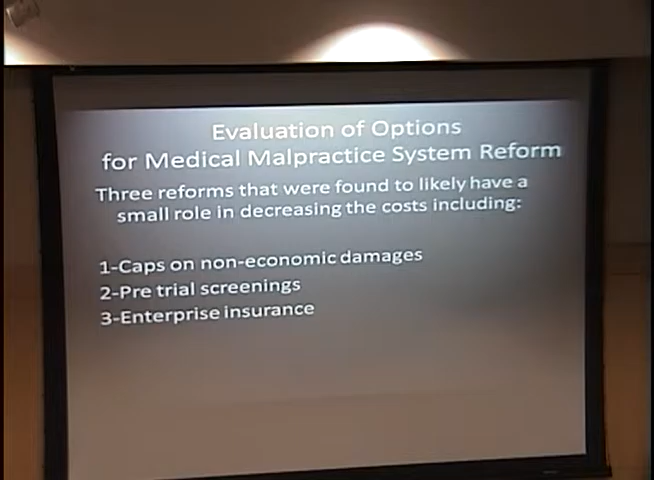 Evaluation of Options
for Medical Malpractice System Reform
Three reforms that were found to likely have a
small role in decreasing the costs including:
1-Caps on non-economic damages
2-Pre trial screenings
3-Enterprise insurance